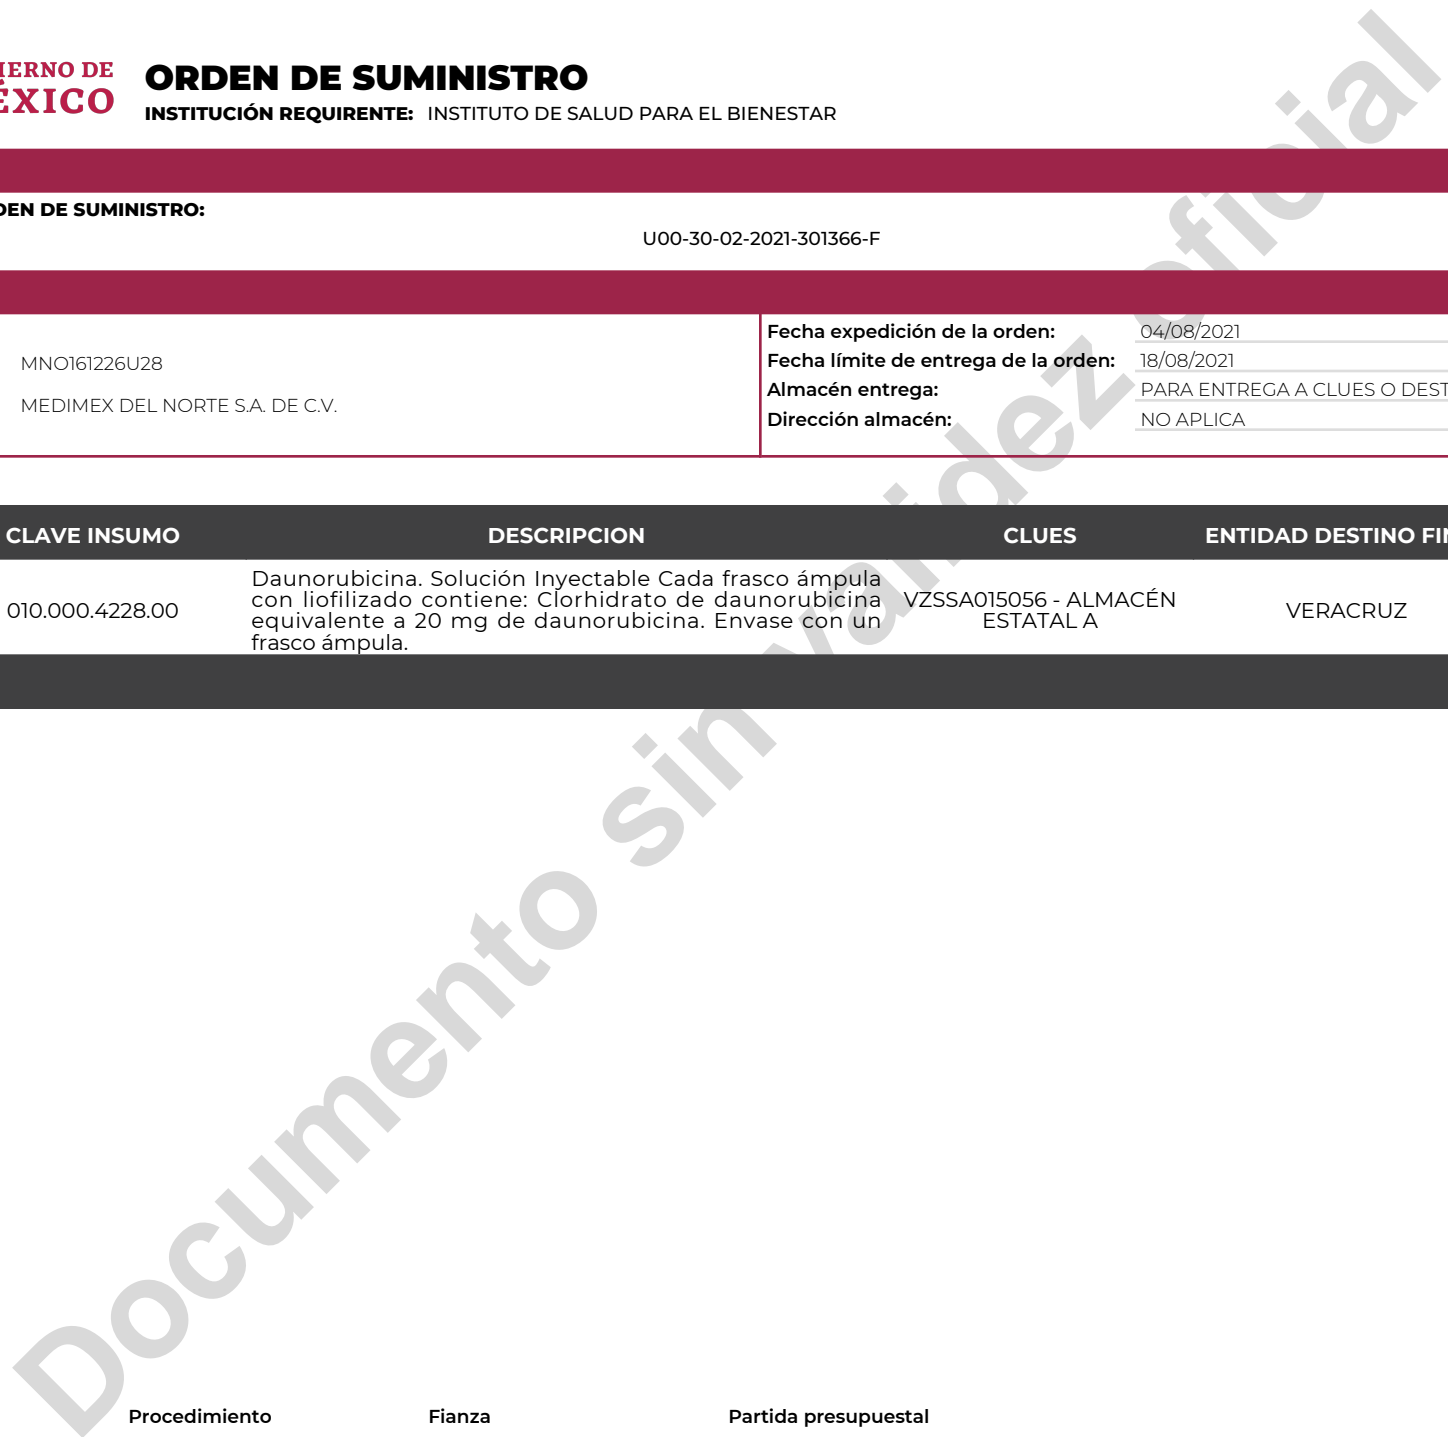 IERNO DE
ÉXICO
ORDEN DE SUMINISTRO
INSTITUCIÓN REQUIRENTE: INSTITUTO DE SALUD PARA EL BIENESTAR
DEN DE SUMINISTRO:
U00-30-02-2021-301366-F
MNO161226U28
MEDIMEX DEL NORTE S.A. DE C.V.
Fecha expedición de la orden: 04/08/2021
Fecha límite de entrega de la orden: 18/08/2021
Almacén entrega: PARA ENTREGA A CLUES O DEST
Dirección almacén: NO APLICA
CLAVE INSUMO DESCRIPCION CLUES ENTIDAD DESTINO FIN
010.000.4228.00
Daunorubicina. Solución Inyectable Cada frasco ámpula
con liofilizado contiene: Clorhidrato de daunorubicina
equivalente a 20 mg de daunorubicina. Envase con un
frasco ámpula.
VZSSA015056 - ALMACÉN
ESTATAL A
VERACRUZ
Documento sin validez oficial
Procedimiento Fianza Partida presupuestal